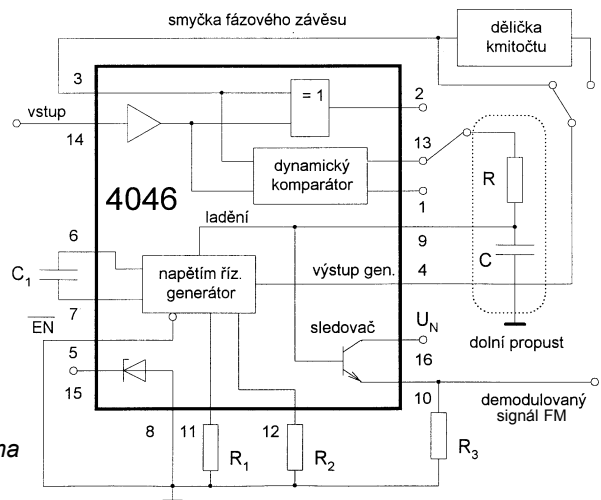 smyčka fázového závěsu
dělička
kmitočtu
3
= 1
2
vstup
14
13
dynamický
komparátor
R
4046
1
ladění
6
9
C
C1
napětím říz.
generátor
výstup gen.
4
7
EN
sledovač
UN
dolní propust
5
16
15
10
demodulovaný
signál FM
8
11
12
R1
R2
R3
ma